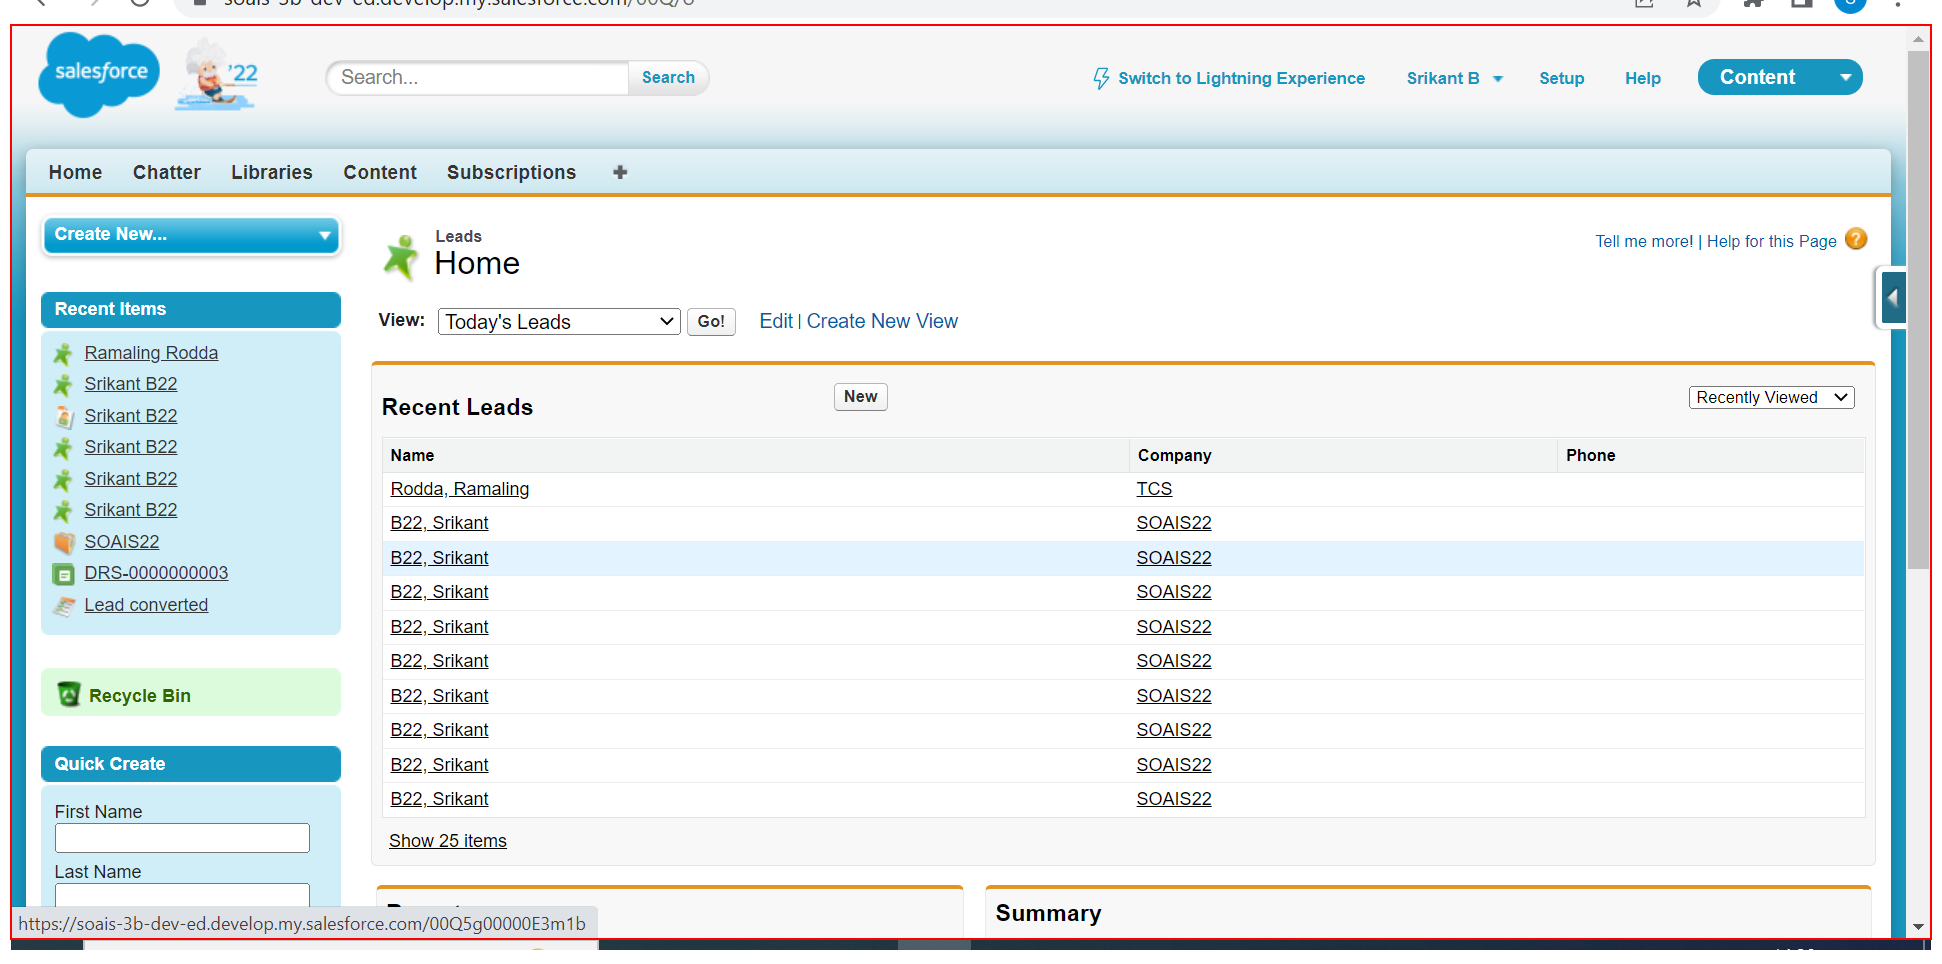 salesforce
'22
Search...
Search
Switch to Lightning Experience
Srikant B
Setup
Help
Content
Home
Chatter
Libraries
Content
Subscriptions
Create New...
Leads
Home
Tell me more! | Help for this Page
Recent Items
View: Today's Leads Go! Edit | Create New View
Ramaling Rodda
Srikant B22
Srikant B22
Srikant B22
Srikant B22
Srikant B22
SOAIS22
DRS-0000000003
Lead converted
Recycle Bin
Quick Create
First Name
Last Name
Recent Leads
New
Recently Viewed
Name Company Phone
Rodda, Ramaling TCS
B22, Srikant SOAIS22
B22, Srikant SOAIS22
B22, Srikant SOAIS22
B22, Srikant SOAIS22
B22, Srikant SOAIS22
B22, Srikant SOAIS22
B22, Srikant SOAIS22
B22, Srikant SOAIS22
B22, Srikant SOAIS22
Show 25 items
Summary
https://soais-3b-dev-ed.develop.my.salesforce.com/00Q5g00000E3m1b